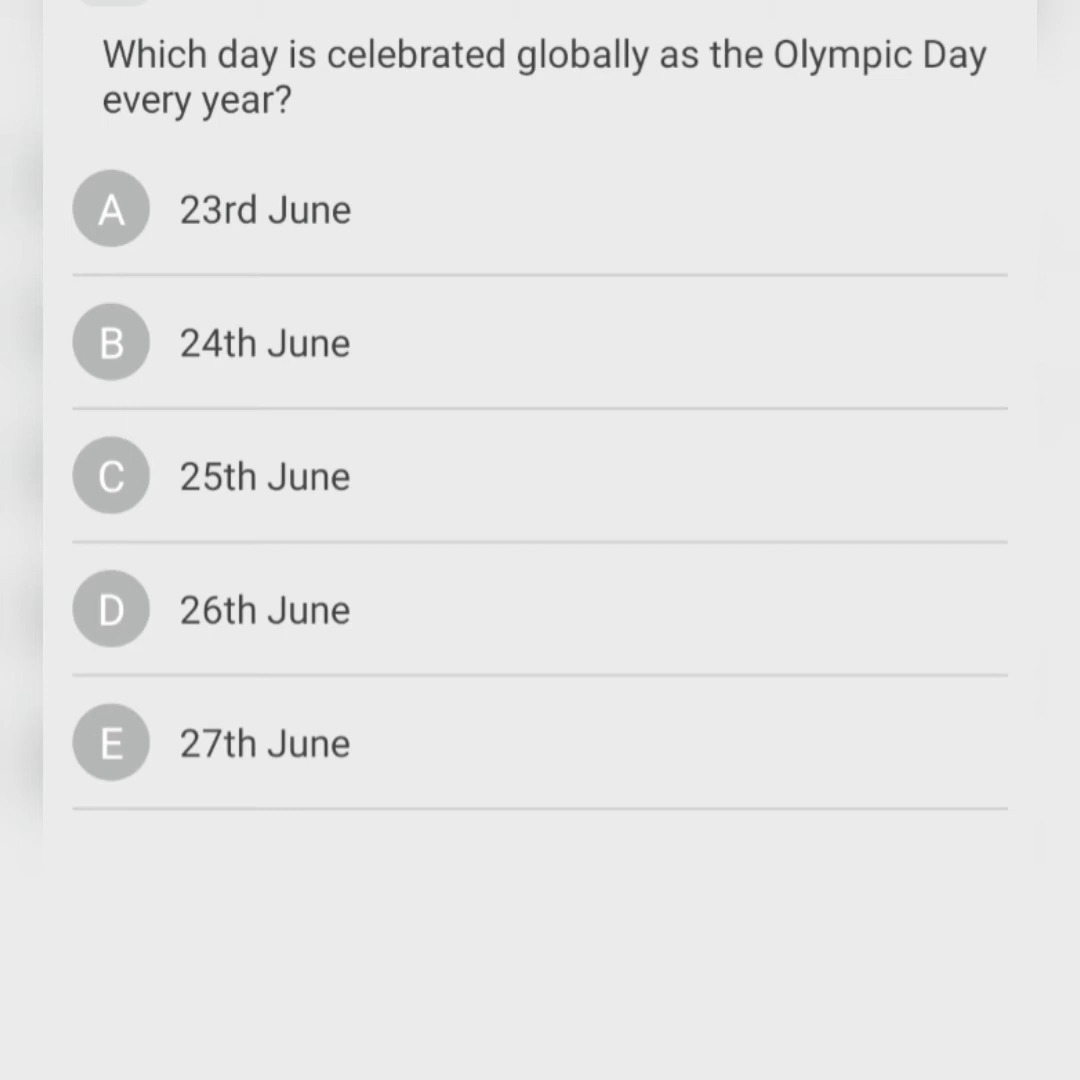 Which day is celebrated globally as the Olympic Day
every year?
A 23rd June
B 24th June
C 25th June
D 26th June
E 27th June